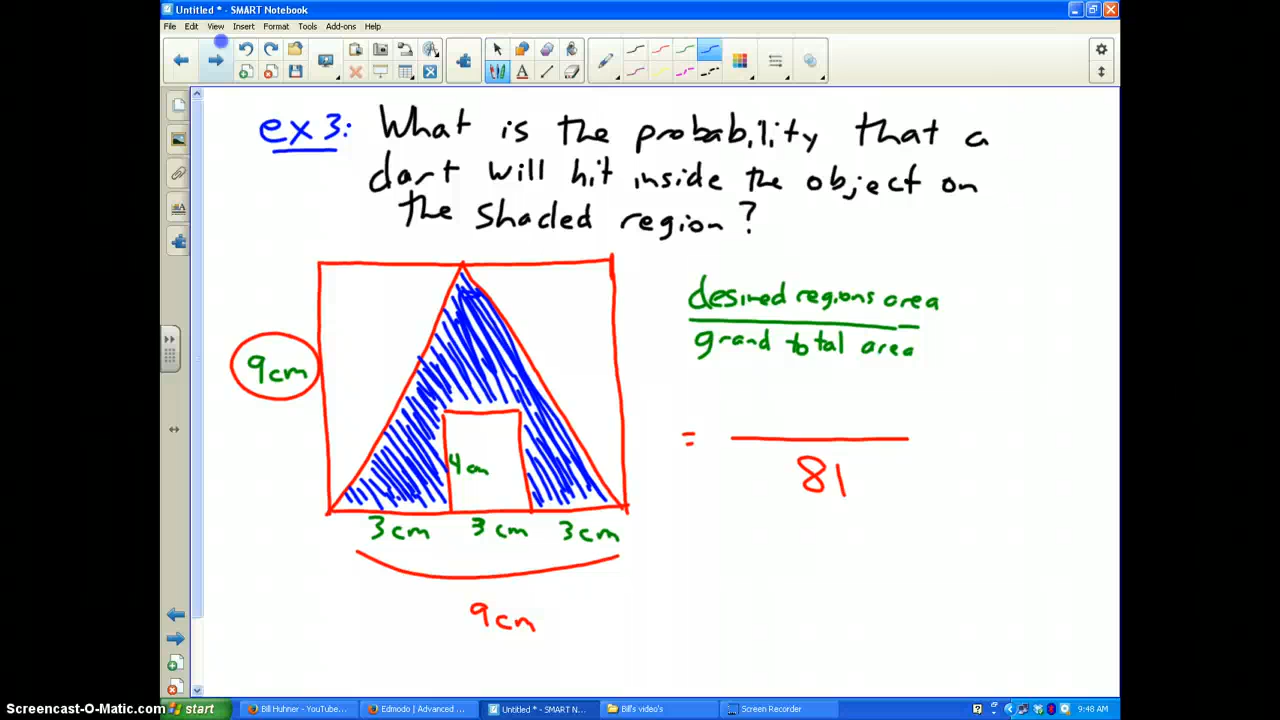 Untitled * - SMART Notebook
File Edit View Insert Format Tools Add-ons Help
ex 3: What is the probability that a
dart will hit inside the object on
the shaded region?
desired regions area
grand total area
9cm
=
81
4cm
3cm 3cm 3cm
9cm
Screencast-O-Matic.com
start
Bill Huhner - YouTube...
Edmodo | Advanced ...
Untitled * - SMART N...
Bill's video's
Screen Recorder
9:48 AM